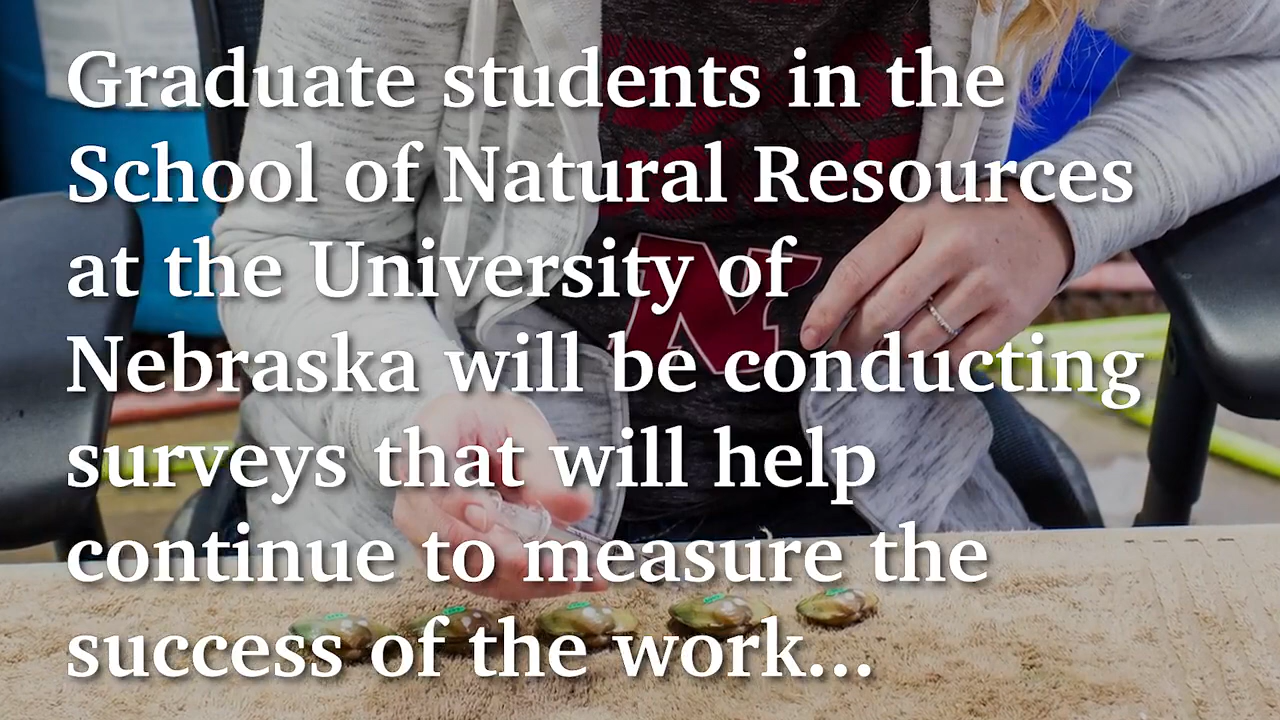 Graduate students in the
School of Natural Resources
at the University of
Nebraska will be conducting
surveys that will help
continue to measure the
success of the work...
N